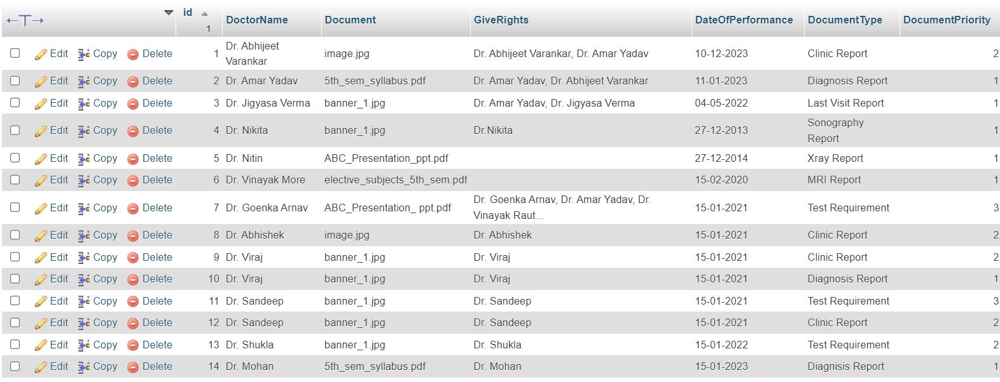 id 1 DoctorName Document GiveRights DateOfPerformance DocumentType DocumentPriority
Edit Copy Delete 1 Dr. Abhijeet Varankar image.jpg Dr. Abhijeet Varankar, Dr. Amar Yadav 10-12-2023 Clinic Report 2
Edit Copy Delete 2 Dr. Amar Yadav 5th_sem_syllabus.pdf Dr. Amar Yadav, Dr. Abhijeet Varankar 11-01-2023 Diagnosis Report 1
Edit Copy Delete 3 Dr. Jigyasa Verma banner_1.jpg Dr. Amar Yadav, Dr. Jigyasa Verma 04-05-2022 Last Visit Report 1
Edit Copy Delete 4 Dr. Nikita banner_1.jpg Dr.Nikita 27-12-2013 Sonography Report 1
Edit Copy Delete 5 Dr. Nitin ABC_Presentation_ppt.pdf 27-12-2014 Xray Report 1
Edit Copy Delete 6 Dr. Vinayak More elective_subjects_5th_sem.pdf 15-02-2020 MRI Report 1
Edit Copy Delete 7 Dr. Goenka Arnav ABC_Presentation_ ppt.pdf Dr. Goenka Arnav, Dr. Amar Yadav, Dr. Vinayak Raut... 15-01-2021 Test Requirement 3
Edit Copy Delete 8 Dr. Abhishek image.jpg Dr. Abhishek 15-01-2021 Clinic Report 2
Edit Copy Delete 9 Dr. Viraj banner_1.jpg Dr. Viraj 15-01-2021 Clinic Report 2
Edit Copy Delete 10 Dr. Viraj banner_1.jpg Dr. Viraj 15-01-2021 Diagnosis Report 1
Edit Copy Delete 11 Dr. Sandeep banner_1.jpg Dr. Sandeep 15-01-2021 Test Requirement 3
Edit Copy Delete 12 Dr. Sandeep banner_1.jpg Dr. Sandeep 15-01-2021 Clinic Report 2
Edit Copy Delete 13 Dr. Shukla banner_1.jpg Dr. Shukla 15-01-2022 Test Requirement 2
Edit Copy Delete 14 Dr. Mohan 5th_sem_syllabus.pdf Dr. Mohan 15-01-2023 Diagnisis Report 1